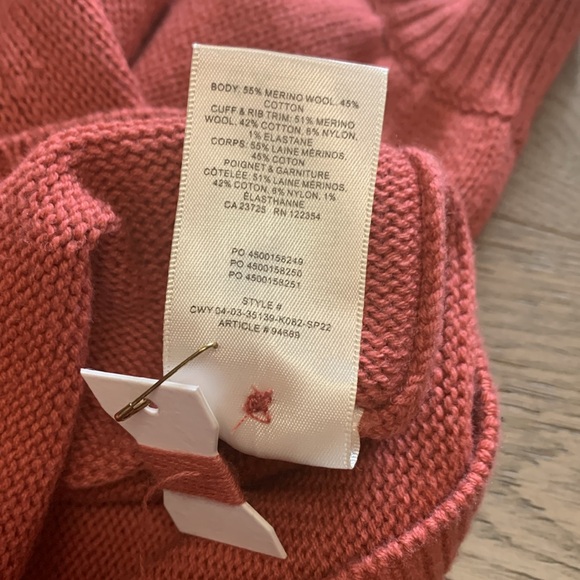 BODY: 55% MERINO WOOL, 45%
COTTON
CUFF & RIB TRIM: 51% MERINO
WOOL, 42% COTTON, 6% NYLON,
1% ELASTANE
CORPS: 55% LAINE MÉRINOS,
45% COTON
POIGNET & GARNITURE
CÔTELÉE: 51% LAINE MÉRINOS,
42% COTON, 6% NYLON, 1%
ÉLASTHANNE
CA 23725 RN 122354
PO 4500158249
PO 4500158250
PO 4500158251
STYLE #
CWY 04-03-35139-K082-SP22
ARTICLE # 94689